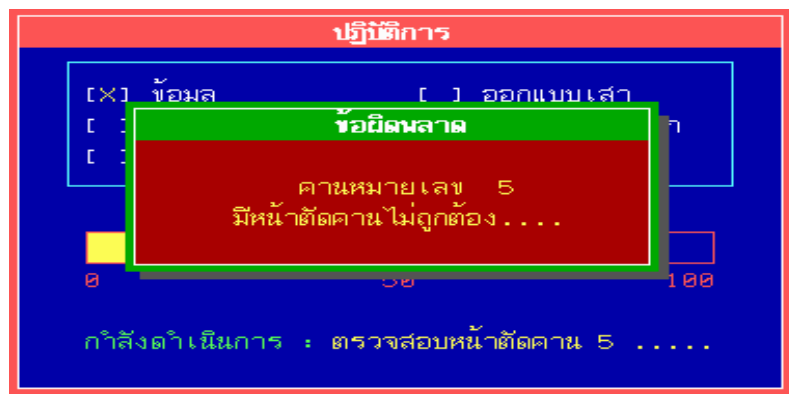 ปฏิบัติการ
[X] ข้อมูล [ ] ออกแบบเสา
[
ข้อผิดพลาด
[
คานหมายเลข 5
มีหน้าตัดคานไม่ถูกต้อง....
0 50 100
กำลังดำเนินการ : ตรวจสอบหน้าตัดคาน 5 .....